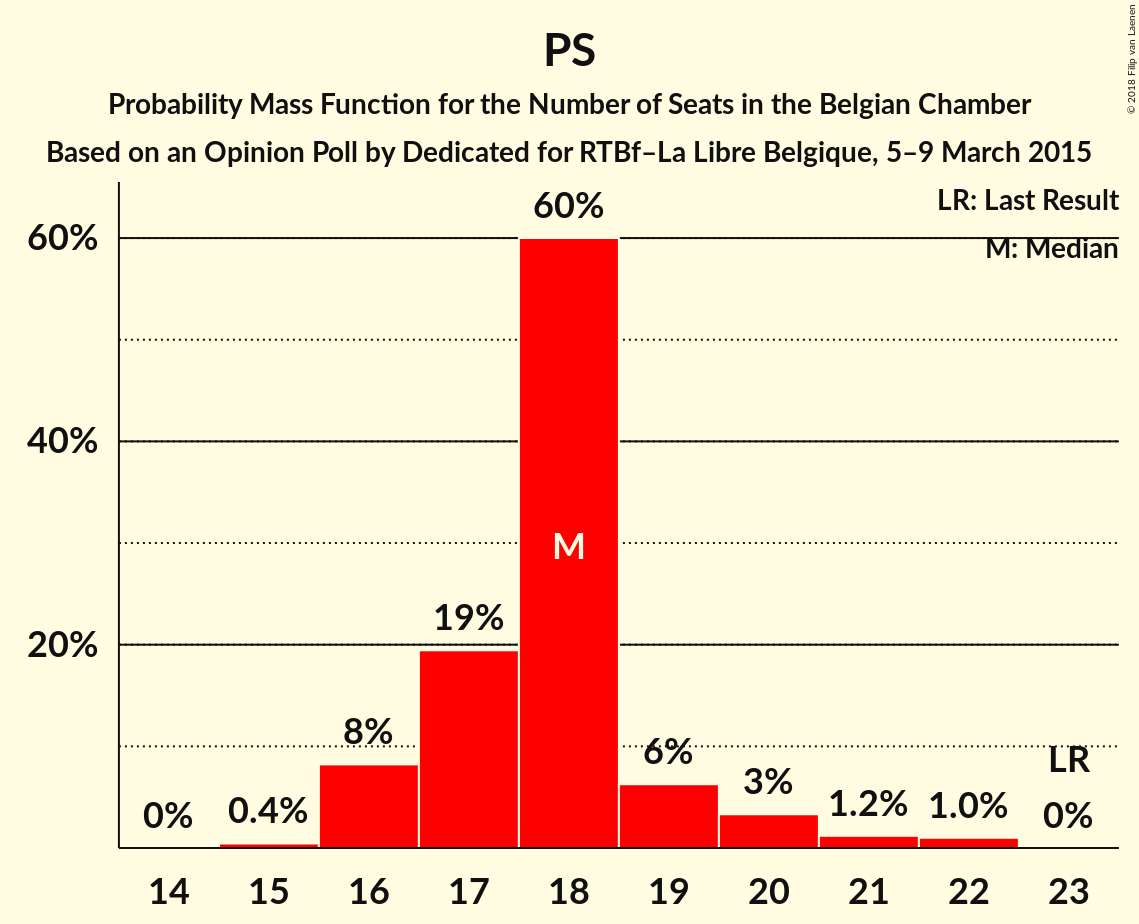 PS
Probability Mass Function for the Number of Seats in the Belgian Chamber
Based on an Opinion Poll by Dedicated for RTBf–La Libre Belgique, 5–9 March 2015
© 2018 Filip van Laenen
LR: Last Result
M: Median
60%
40%
20%
0%
0.4%
8%
19%
60%
M
6%
3%
1.2%
1.0%
LR
0%
14 15 16 17 18 19 20 21 22 23